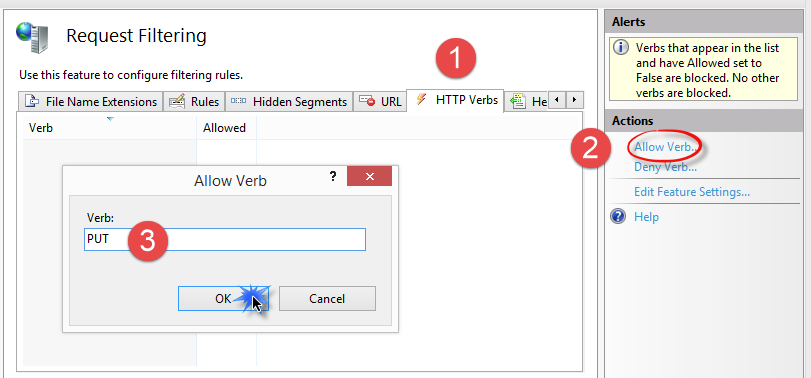 Request Filtering
Use this feature to configure filtering rules.
1
File Name Extensions Rules Hidden Segments URL HTTP Verbs He
Verb Allowed
Allow Verb ?
Verb:
PUT 3
OK Cancel
Alerts
Verbs that appear in the list
and have Allowed set to
False are blocked. No other
verbs are blocked.
Actions
2 Allow Verb...
Deny Verb...
Edit Feature Settings...
Help